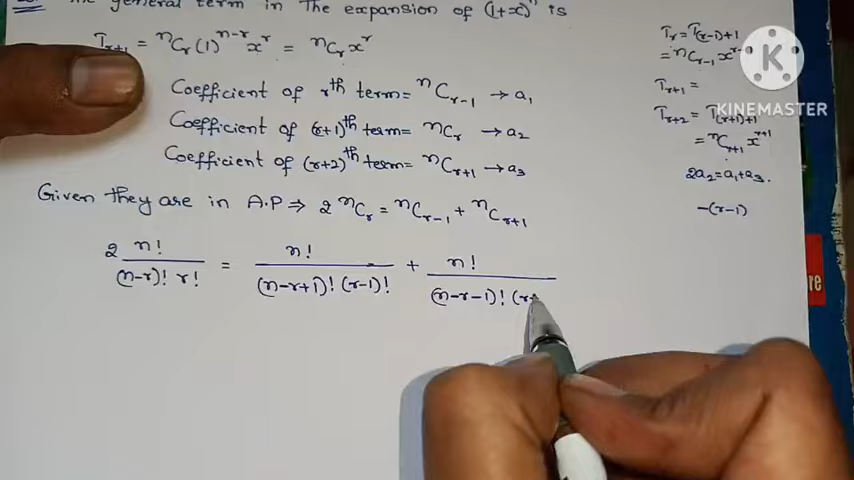 The general term in the expansion of (1+x)ⁿ is
Tᵣ₊₁ = ⁿCᵣ (1)ⁿ⁻ʳ xʳ = ⁿCᵣ xʳ
Coefficient of rᵗʰ term = ⁿCᵣ₋₁ → a₁
Coefficient of (r+1)ᵗʰ term = ⁿCᵣ → a₂
Coefficient of (r+2)ᵗʰ term = ⁿCᵣ₊₁ → a₃
Given they are in A.P ⇒ 2 ⁿCᵣ = ⁿCᵣ₋₁ + ⁿCᵣ₊₁
2 n!/((n-r)! r!) = n!/((n-r+1)! (r-1)!) + n!/((n-r-1)! (r
Tᵣ = T₍ᵣ₋₁₎₊₁
= ⁿCᵣ₋₁ xʳ⁻
Tᵣ₊₁ =
Tᵣ₊₂ = T₍ᵣ₊₁₎₊₁
= ⁿCᵣ₊₁ xʳ⁺¹
2a₂ = a₁ + a₃.
-(r-1)
K
KINEMASTER